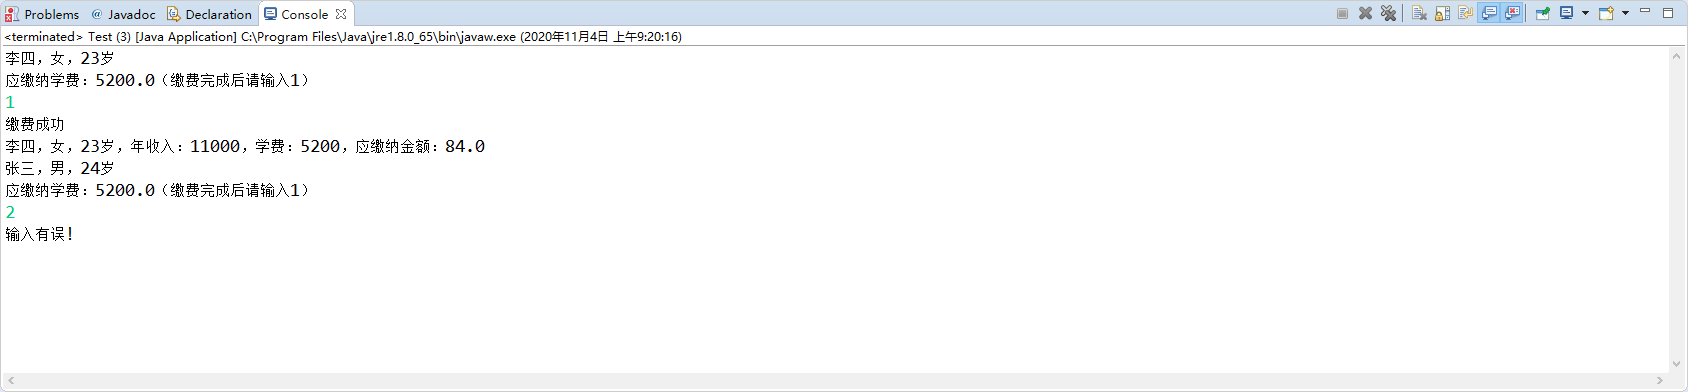 Problems @ Javadoc Declaration Console
<terminated> Test (3) [Java Application] C:\Program Files\Java\jre1.8.0_65\bin\javaw.exe (2020年11月4日 上午9:20:16)
李四，女，23岁
应缴纳学费：5200.0（缴费完成后请输入1）
1
缴费成功
李四，女，23岁，年收入：11000，学费：5200，应缴纳金额：84.0
张三，男，24岁
应缴纳学费：5200.0（缴费完成后请输入1）
2
输入有误！